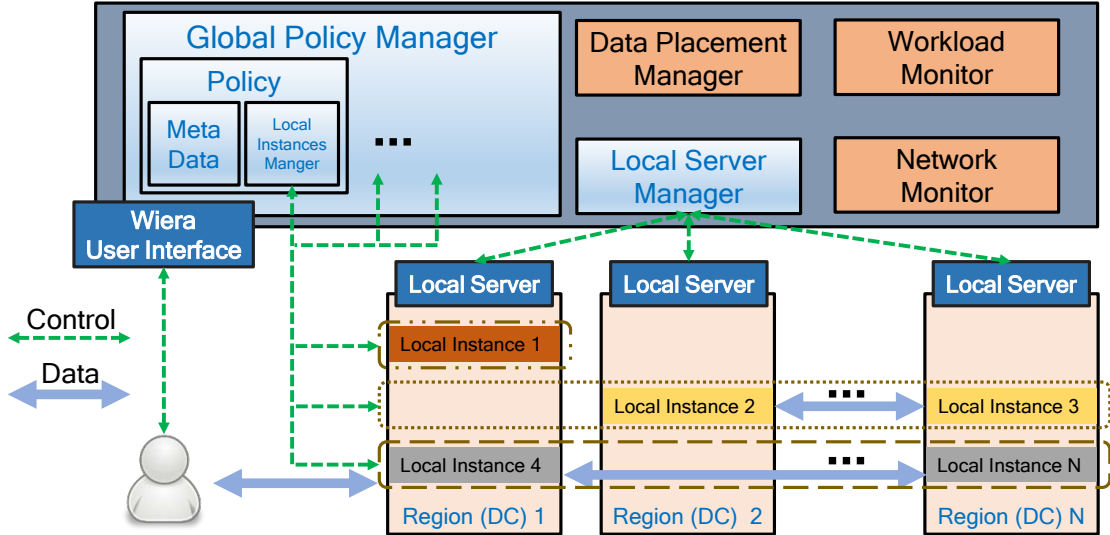 Global Policy Manager
Policy
Meta
Data
Local
Instances
Manger
...
Data Placement
Manager
Workload
Monitor
Local Server
Manager
Network
Monitor
Wiera
User Interface
Local Server
Local Server
Local Server
Control
Data
Local Instance 1
Local Instance 2
...
Local Instance 3
Local Instance 4
...
Local Instance N
Region (DC) 1
Region (DC) 2
Region (DC) N